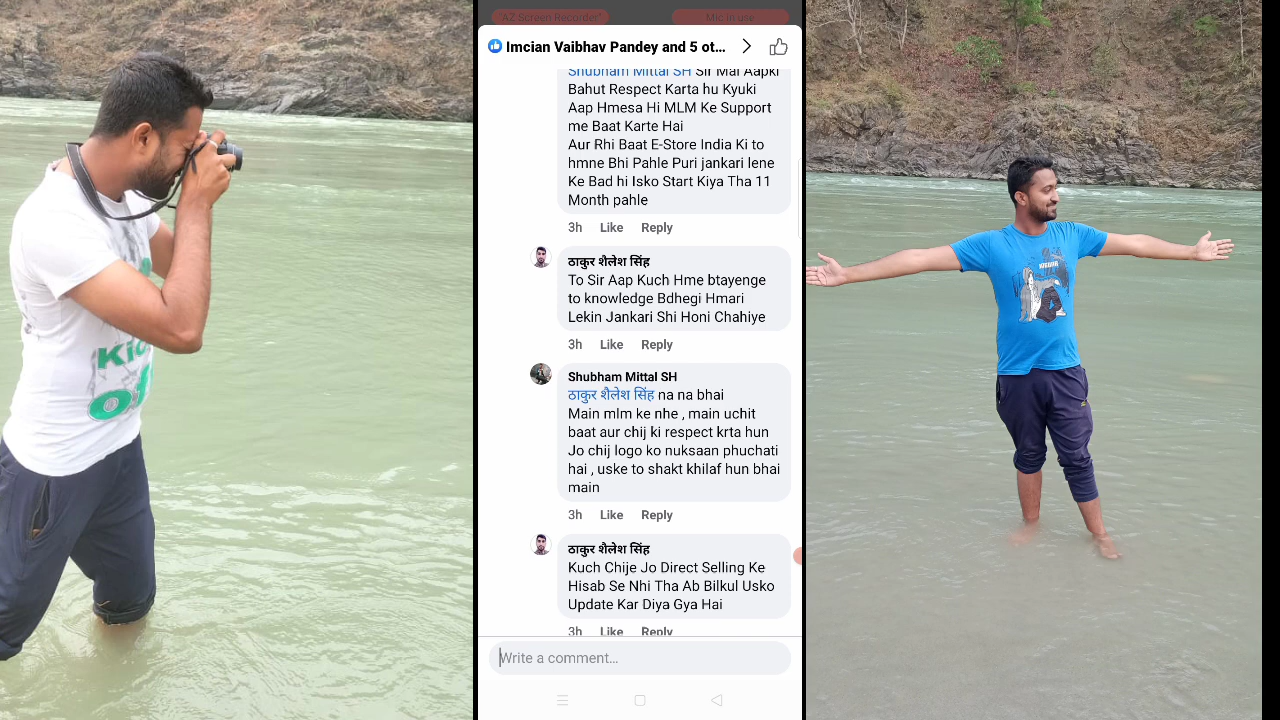 "AZ Screen Recorder" Mic in use
Imcian Vaibhav Pandey and 5 ot...
Shubham Mittal SH Sir Mai Aapki
Bahut Respect Karta hu Kyuki
Aap Hmesa Hi MLM Ke Support
me Baat Karte Hai
Aur Rhi Baat E-Store India Ki to
hmne Bhi Pahle Puri jankari lene
Ke Bad hi Isko Start Kiya Tha 11
Month pahle
3h Like Reply
ठाकुर शैलेश सिंह
To Sir Aap Kuch Hme btayenge
to knowledge Bdhegi Hmari
Lekin Jankari Shi Honi Chahiye
3h Like Reply
Shubham Mittal SH
ठाकुर शैलेश सिंह na na bhai
Main mlm ke nhe , main uchit
baat aur chij ki respect krta hun
Jo chij logo ko nuksaan phuchati
hai , uske to shakt khilaf hun bhai
main
3h Like Reply
ठाकुर शैलेश सिंह
Kuch Chije Jo Direct Selling Ke
Hisab Se Nhi Tha Ab Bilkul Usko
Update Kar Diya Gya Hai
3h Like Reply
Write a comment...